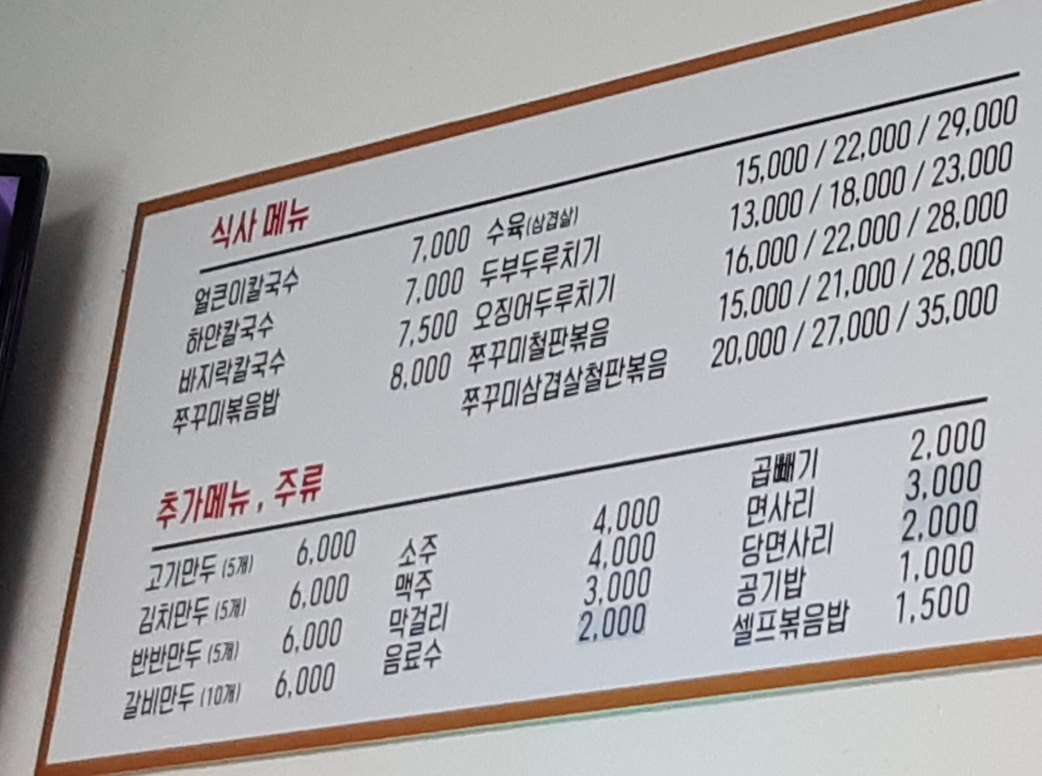 식사 메뉴
얼큰이칼국수 7,000 수육(삼겹살) 15,000 / 22,000 / 29,000
하얀칼국수 7,000 두부두루치기 13,000 / 18,000 / 23,000
바지락칼국수 7,500 오징어두루치기 16,000 / 22,000 / 28,000
쭈꾸미볶음밥 8,000 쭈꾸미철판볶음 15,000 / 21,000 / 28,000
쭈꾸미삼겹살철판볶음 20,000 / 27,000 / 35,000
추가메뉴, 주류
고기만두 (5개) 6,000 소주 4,000 곱빼기 2,000
김치만두 (5개) 6,000 맥주 4,000 면사리 3,000
반반만두 (5개) 6,000 막걸리 3,000 당면사리 2,000
갈비만두 (10개) 6,000 음료수 2,000 공기밥 1,000
셀프볶음밥 1,500